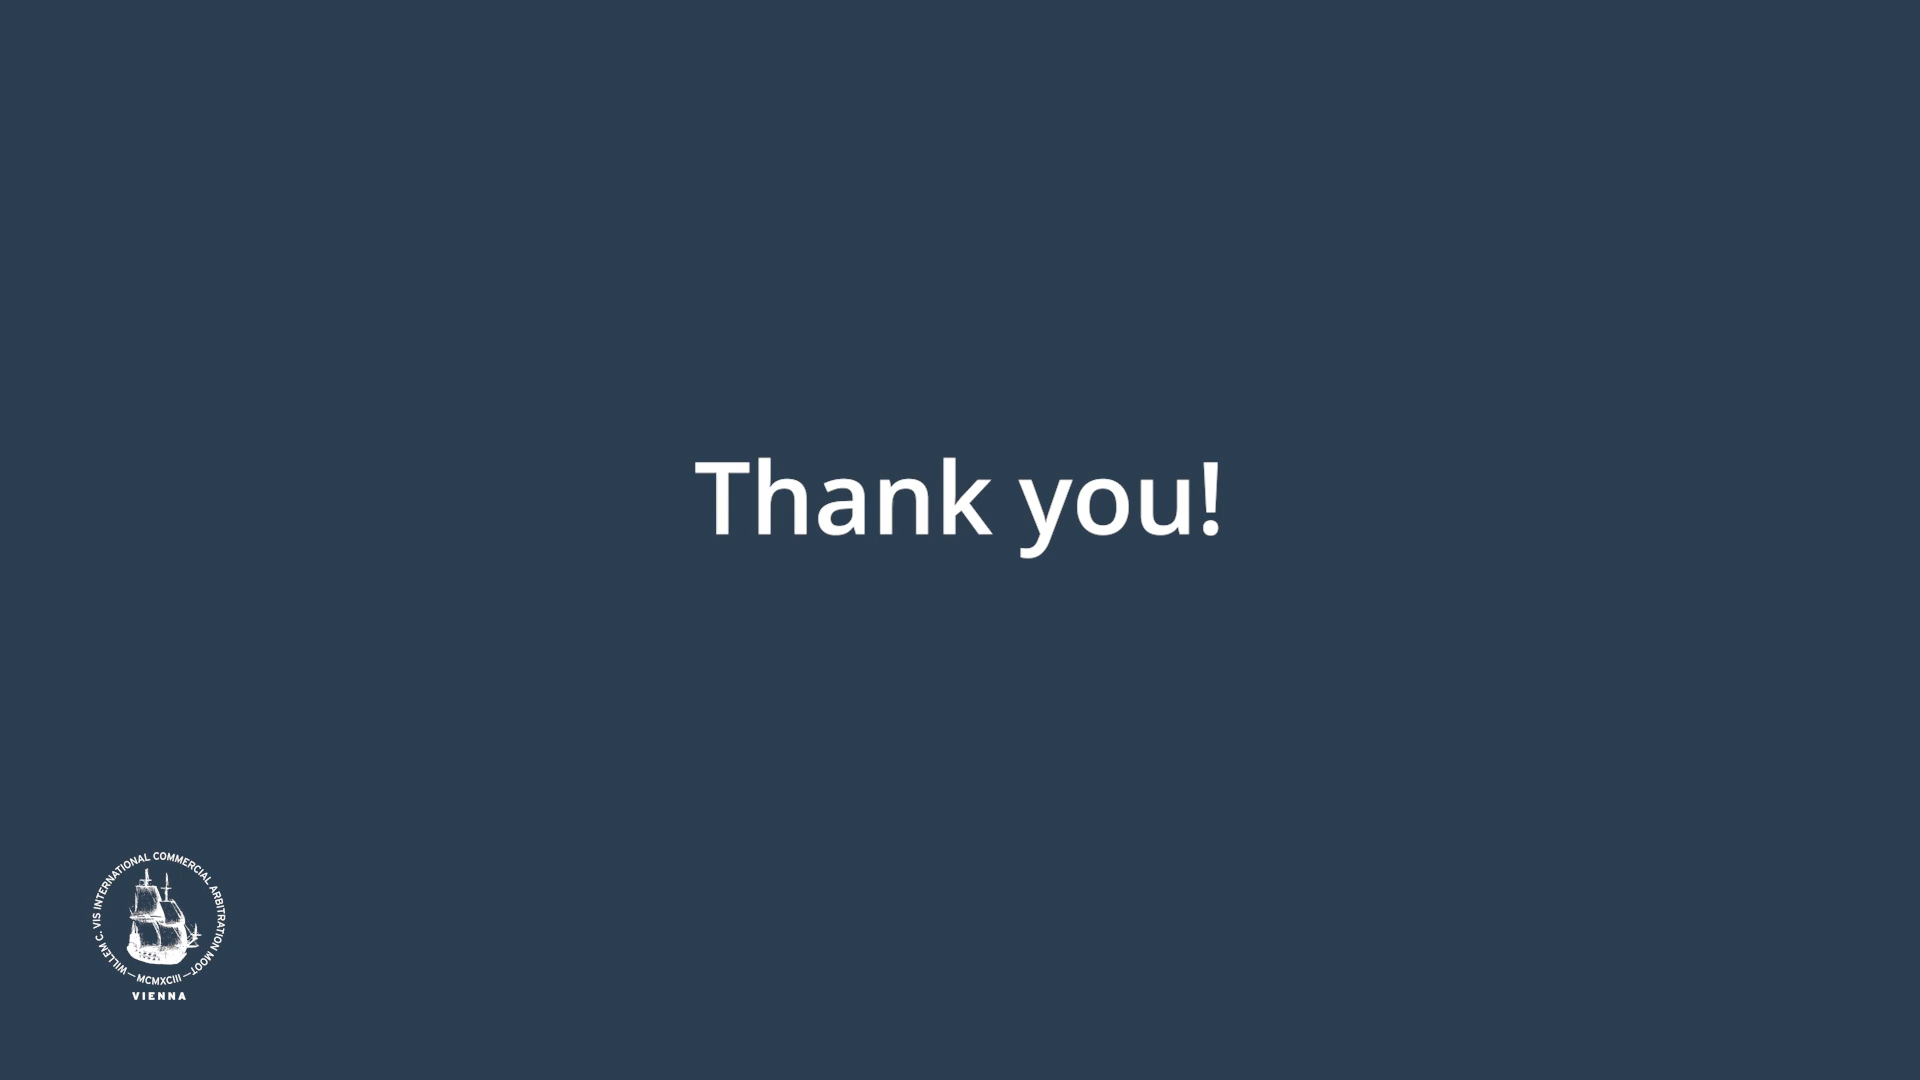 Thank you!
WILLEM C. VIS INTERNATIONAL COMMERCIAL ARBITRATION MOOT
— MCMXCIII —
VIENNA